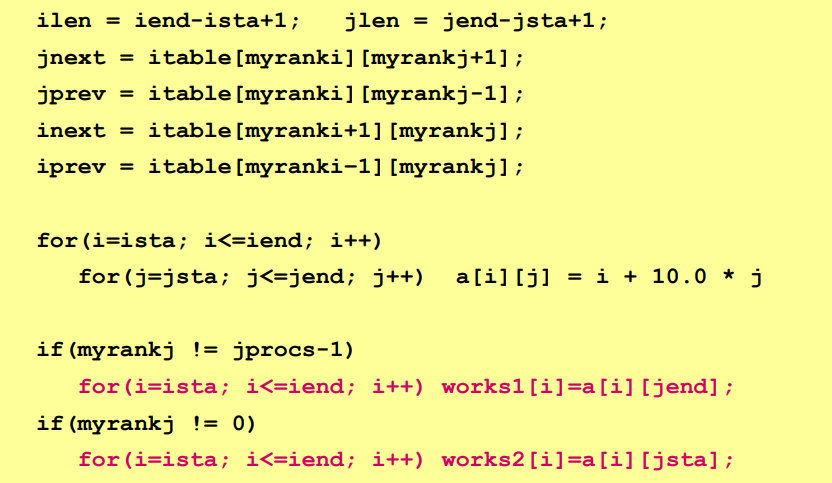 ilen = iend-ista+1;   jlen = jend-jsta+1;
jnext = itable[myranki][myrankj+1];
jprev = itable[myranki][myrankj-1];
inext = itable[myranki+1][myrankj];
iprev = itable[myranki–1][myrankj];
for(i=ista; i<=iend; i++)
   for(j=jsta; j<=jend; j++)  a[i][j] = i + 10.0 * j
if(myrankj != jprocs-1)
   for(i=ista; i<=iend; i++) works1[i]=a[i][jend];
if(myrankj != 0)
   for(i=ista; i<=iend; i++) works2[i]=a[i][jsta];